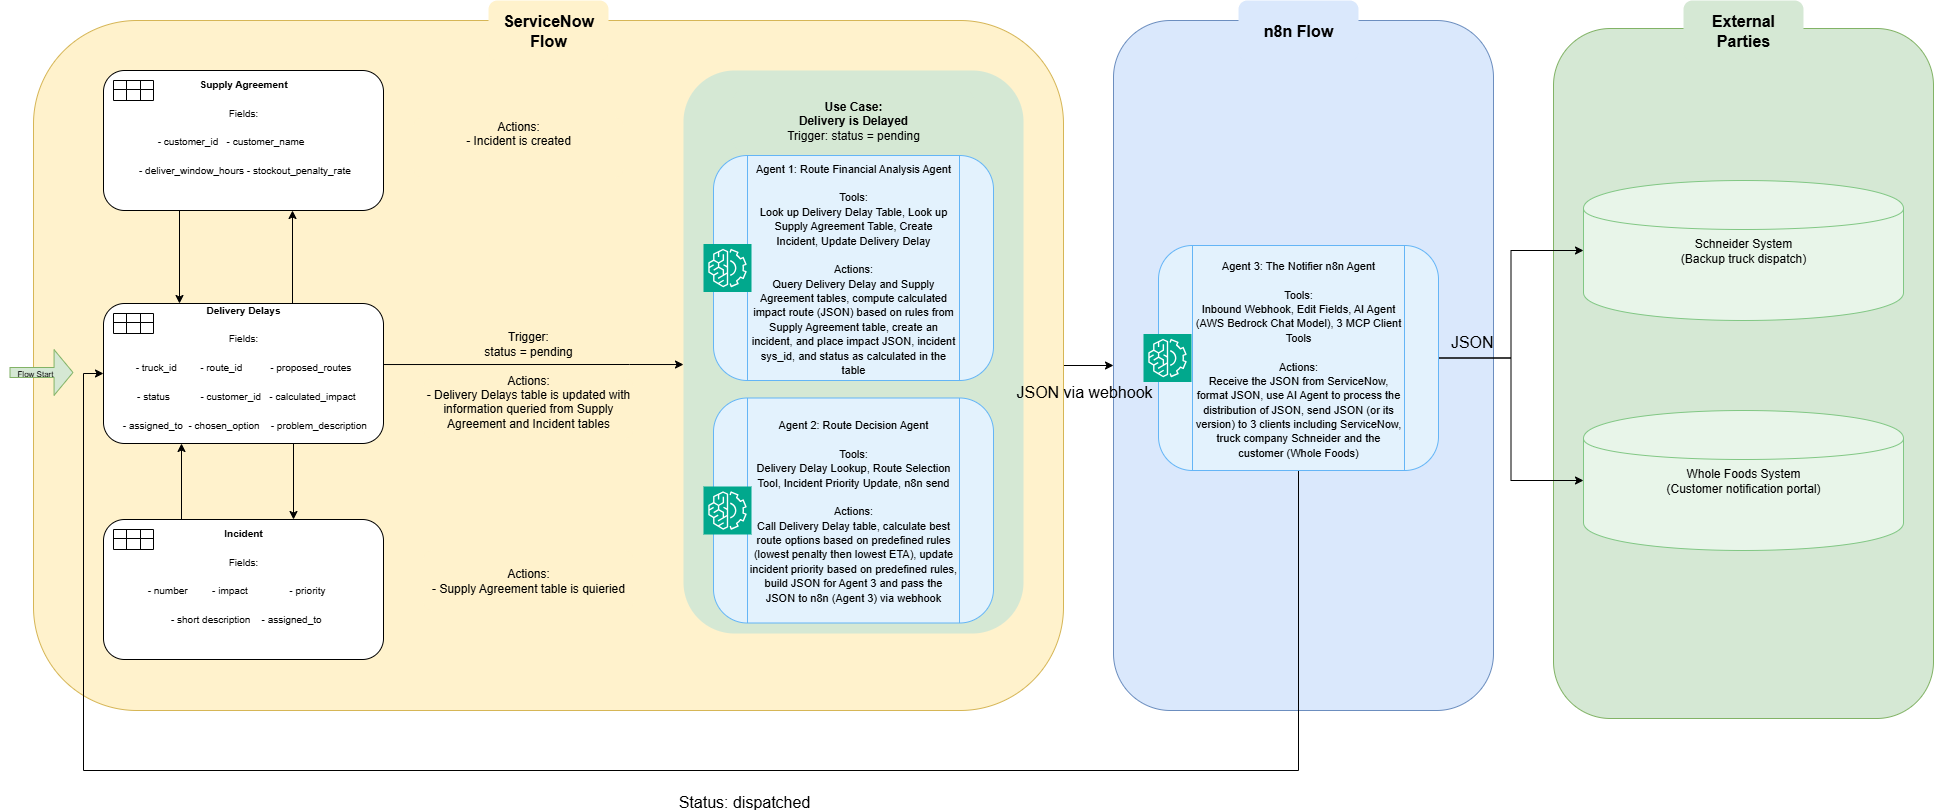 ServiceNow
Flow
n8n Flow
External
Parties
Supply Agreement
Fields:
- customer_id - customer_name
- deliver_window_hours - stockout_penalty_rate
Actions:
- Incident is created
Flow Start
Delivery Delays
Fields:
- truck_id - route_id - proposed_routes
- status - customer_id - calculated_impact
- assigned_to - chosen_option - problem_description
Trigger:
status = pending
Actions:
- Delivery Delays table is updated with
information queried from Supply
Agreement and Incident tables
Incident
Fields:
- number - impact - priority
- short description - assigned_to
Actions:
- Supply Agreement table is quieried
Use Case:
Delivery is Delayed
Trigger: status = pending
Agent 1: Route Financial Analysis Agent
Tools:
Look up Delivery Delay Table, Look up
Supply Agreement Table, Create
Incident, Update Delivery Delay
Actions:
Query Delivery Delay and Supply
Agreement tables, compute calculated
impact route (JSON) based on rules from
Supply Agreement table, create an
incident, and place impact JSON, incident
sys_id, and status as calculated in the
table
Agent 2: Route Decision Agent
Tools:
Delivery Delay Lookup, Route Selection
Tool, Incident Priority Update, n8n send
Actions:
Call Delivery Delay table, calculate best
route options based on predefined rules
(lowest penalty then lowest ETA), update
incident priority based on predefined rules,
build JSON for Agent 3 and pass the
JSON to n8n (Agent 3) via webhook
JSON via webhook
Agent 3: The Notifier n8n Agent
Tools:
Inbound Webhook, Edit Fields, AI Agent
(AWS Bedrock Chat Model), 3 MCP Client
Tools
Actions:
Receive the JSON from ServiceNow,
format JSON, use AI Agent to process the
distribution of JSON, send JSON (or its
version) to 3 clients including ServiceNow,
truck company Schneider and the
customer (Whole Foods)
JSON
Schneider System
(Backup truck dispatch)
Whole Foods System
(Customer notification portal)
Status: dispatched